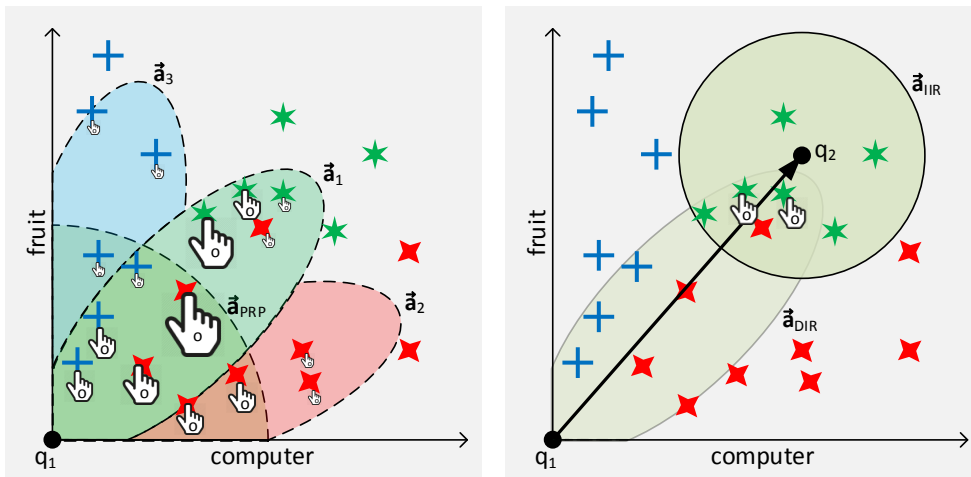 fruit
a⃗3
a⃗1
a⃗PRP
a⃗2
q1
computer
fruit
a⃗IIR
q2
a⃗DIR
q1
computer